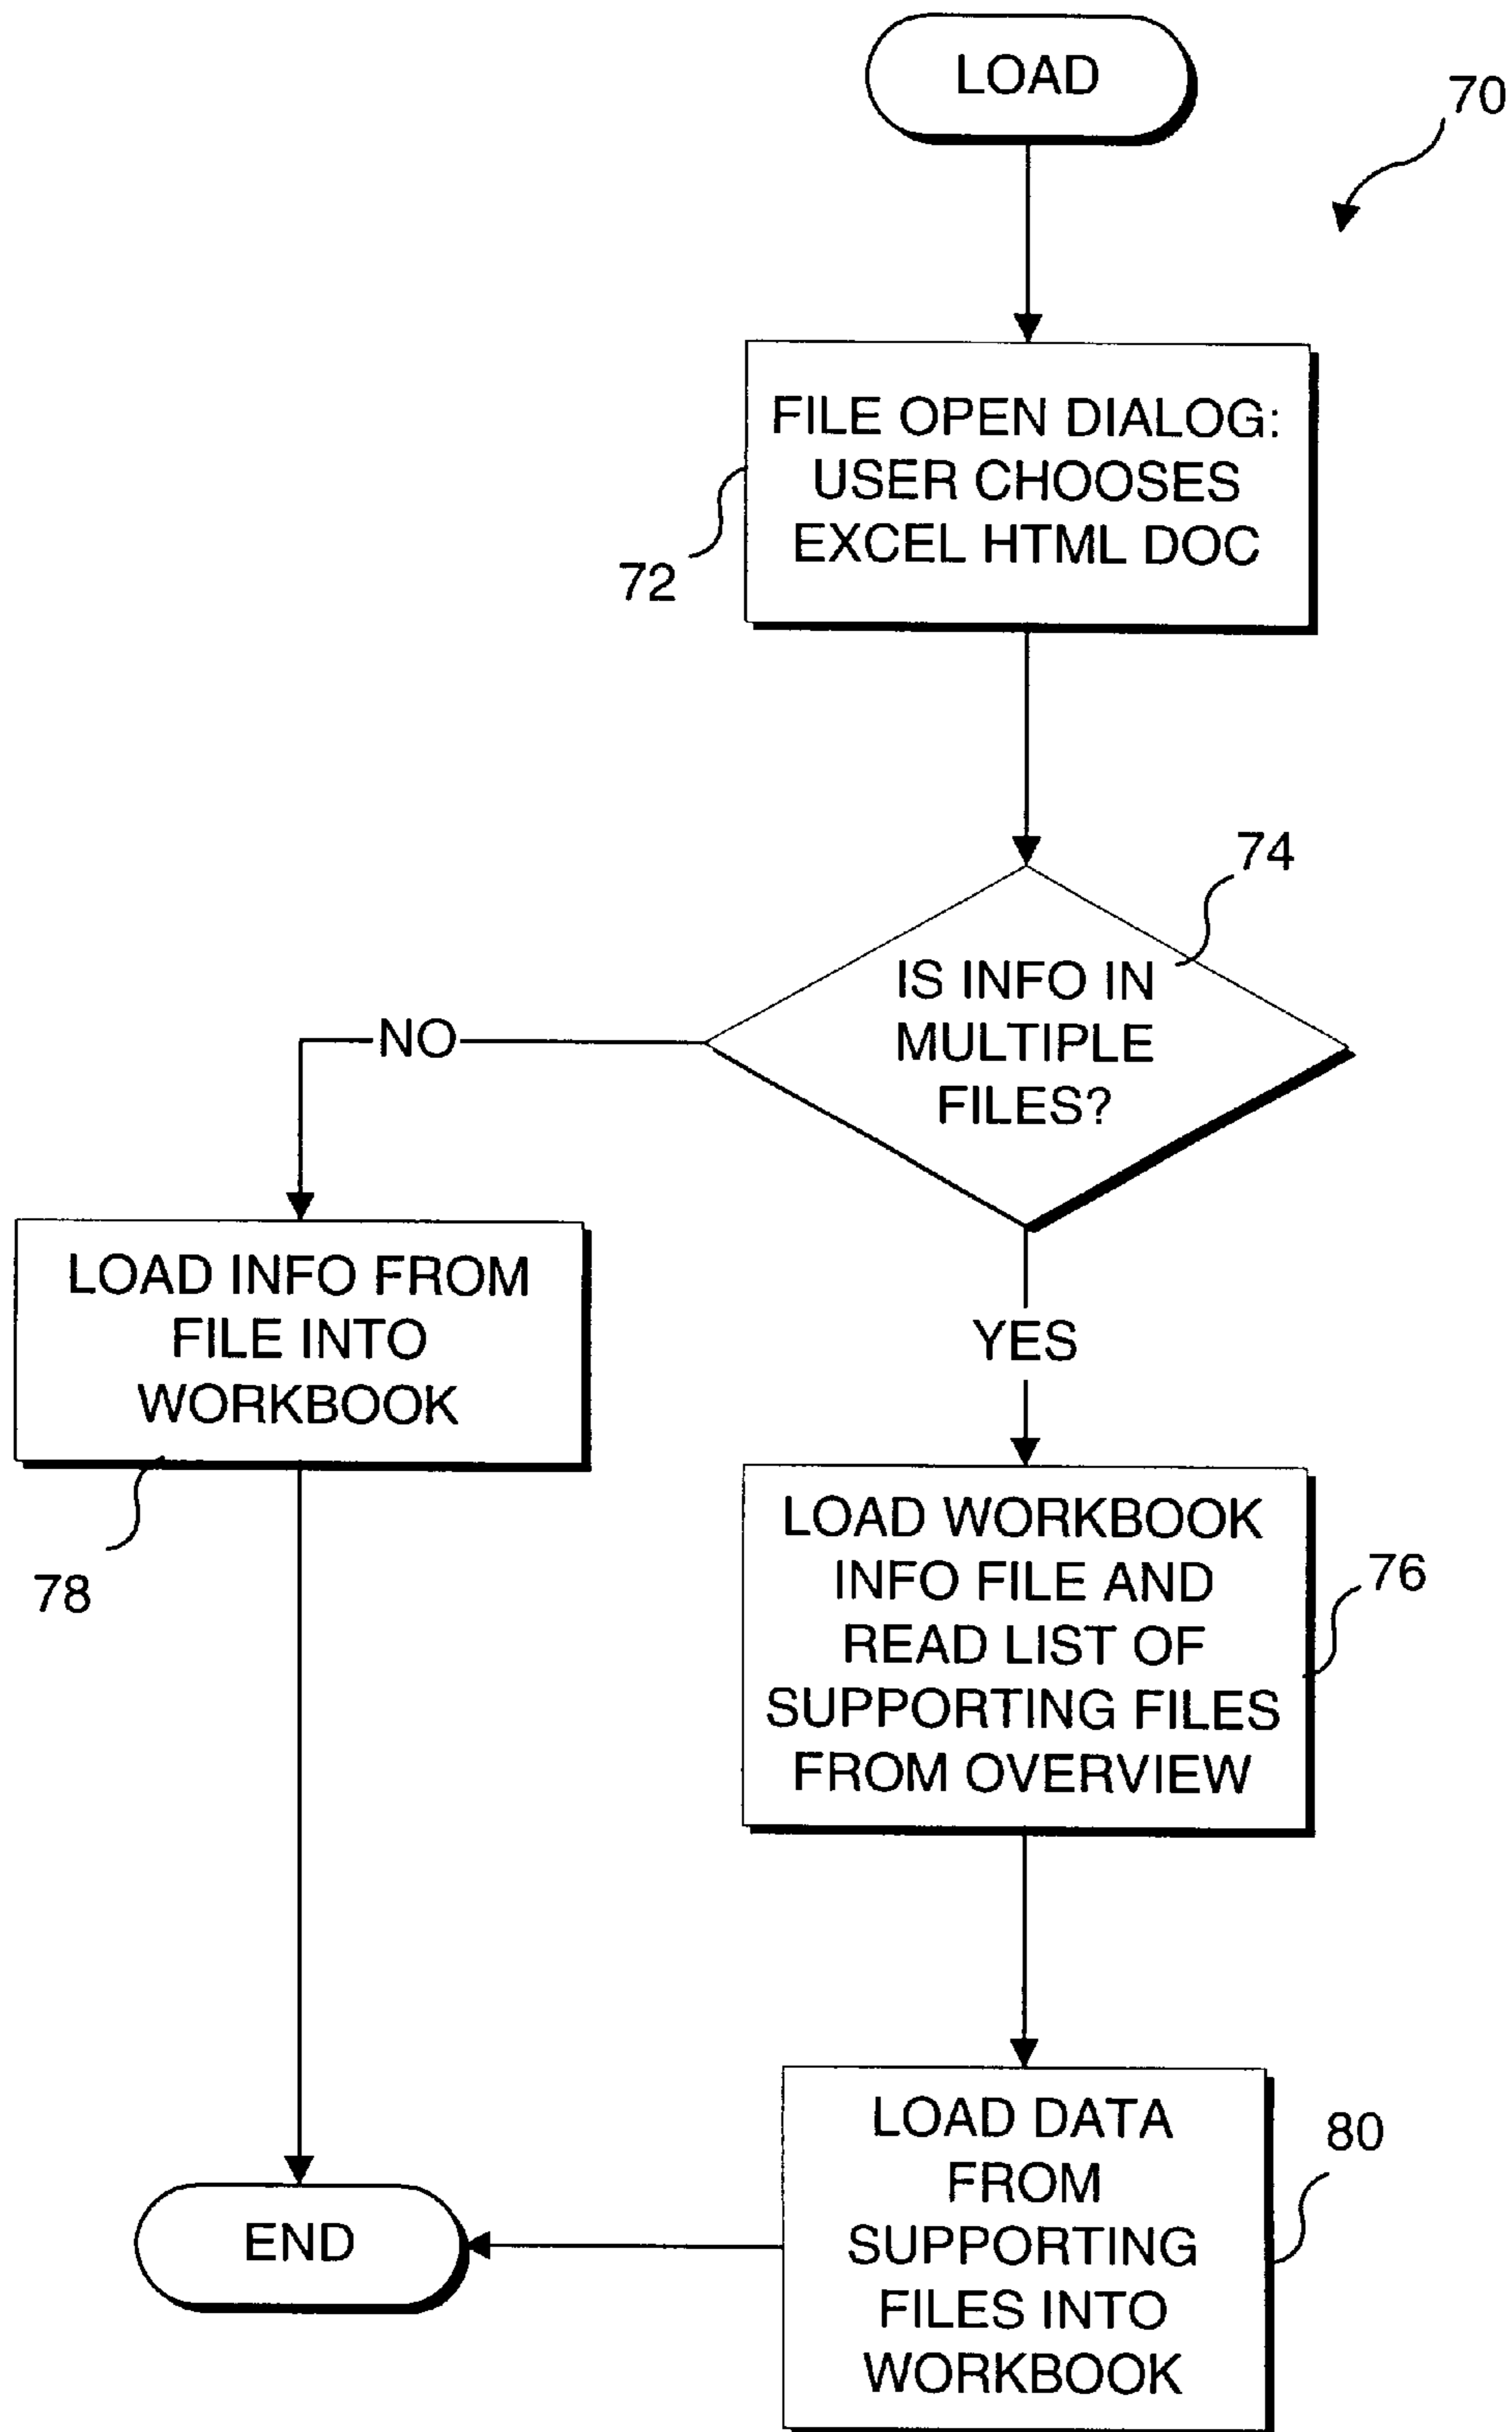 LOAD
70
FILE OPEN DIALOG:
USER CHOOSES
EXCEL HTML DOC
72
74
IS INFO IN
MULTIPLE
FILES?
NO
YES
LOAD INFO FROM
FILE INTO
WORKBOOK
78
LOAD WORKBOOK
INFO FILE AND
READ LIST OF
SUPPORTING FILES
FROM OVERVIEW
76
LOAD DATA
FROM
SUPPORTING
FILES INTO
WORKBOOK
80
END